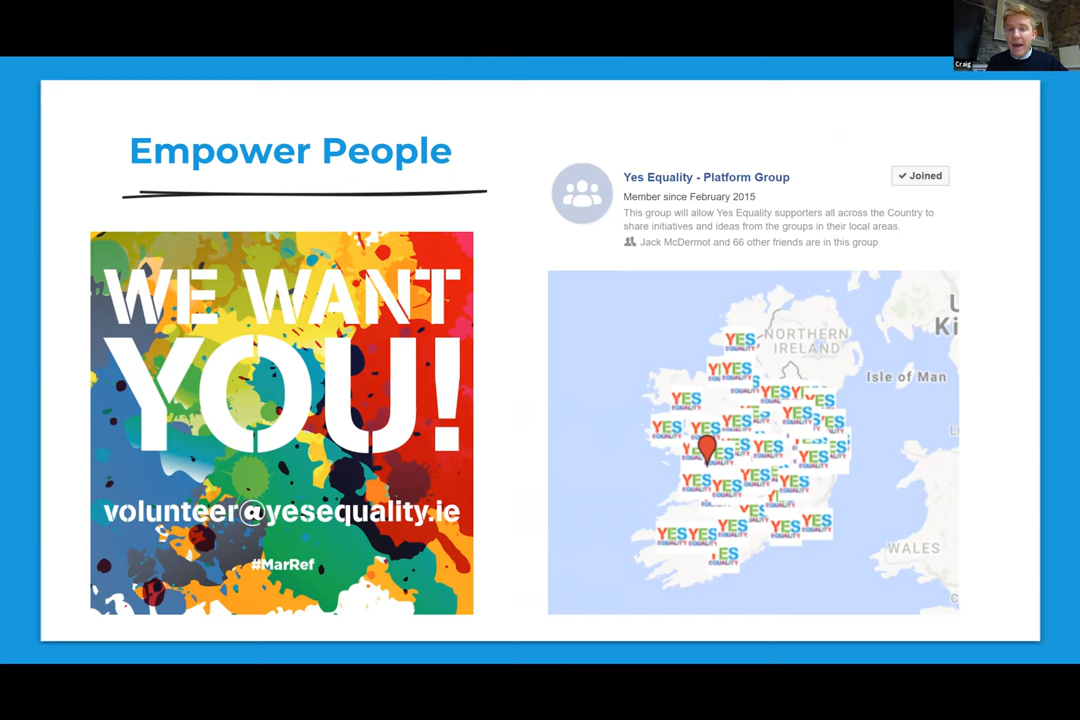 Craig
Empower People
WE WANT
YOU!
volunteer@yesequality.ie
#MarRef
Yes Equality - Platform Group
Joined
Member since February 2015
This group will allow Yes Equality supporters all across the Country to
share initiatives and ideas from the groups in their local areas.
Jack McDermot and 66 other friends are in this group
NORTHERN
IRELAND
Isle of Man
WALES
U
Ki
YES
EQUALITY